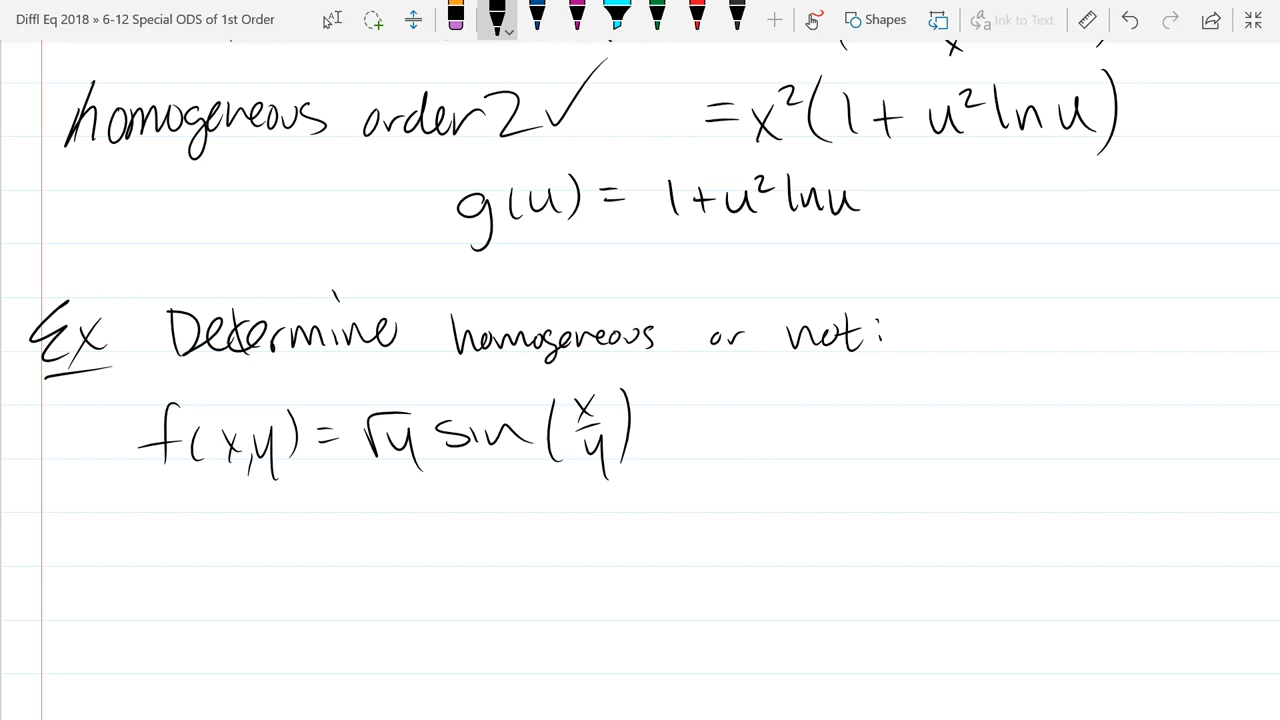 Diffl Eq 2018 » 6-12 Special ODS of 1st Order
Shapes
Ink to Text
x
homogeneous order 2 ✓ = x²(1 + u² ln u)
g(u) = 1 + u² ln u
Ex Determine homogeneous or not:
f(x,y) = √y sin(x/y)